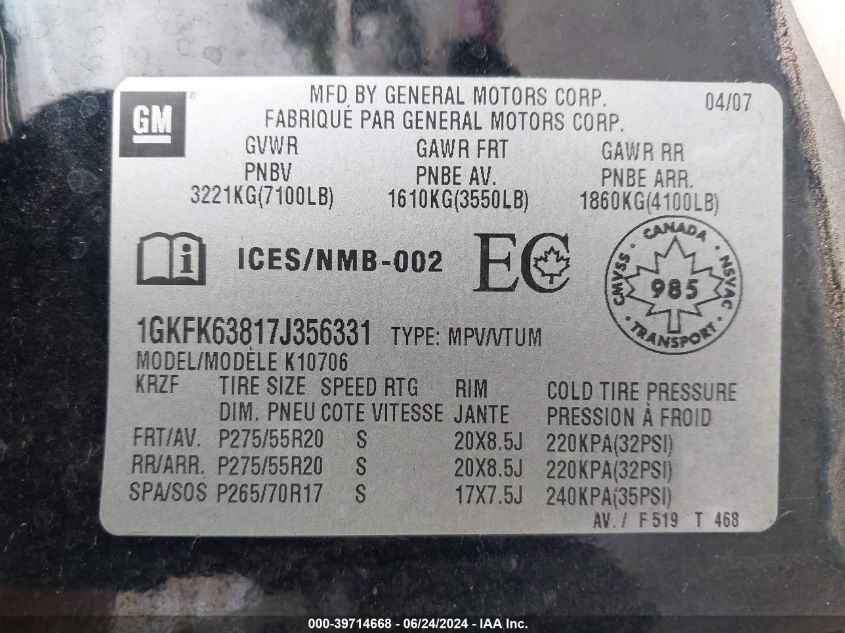 GM
MFD BY GENERAL MOTORS CORP. 04/07
FABRIQUÉ PAR GENERAL MOTORS CORP.
GVWR GAWR FRT GAWR RR
PNBV PNBE AV. PNBE ARR.
3221KG(7100LB) 1610KG(3550LB) 1860KG(4100LB)
ICES/NMB-002 EC
CANADA
CMVSS 985 NSVAC
TRANSPORT
1GKFK63817J356331 TYPE: MPV/VTUM
MODEL/MODÈLE K10706
KRZF TIRE SIZE SPEED RTG RIM COLD TIRE PRESSURE
DIM. PNEU COTE VITESSE JANTE PRESSION À FROID
FRT/AV. P275/55R20 S 20X8.5J 220KPA(32PSI)
RR/ARR. P275/55R20 S 20X8.5J 220KPA(32PSI)
SPA/SOS P265/70R17 S 17X7.5J 240KPA(35PSI)
AV. / F 519 T 468
000-39714668 - 06/24/2024 - IAA Inc.